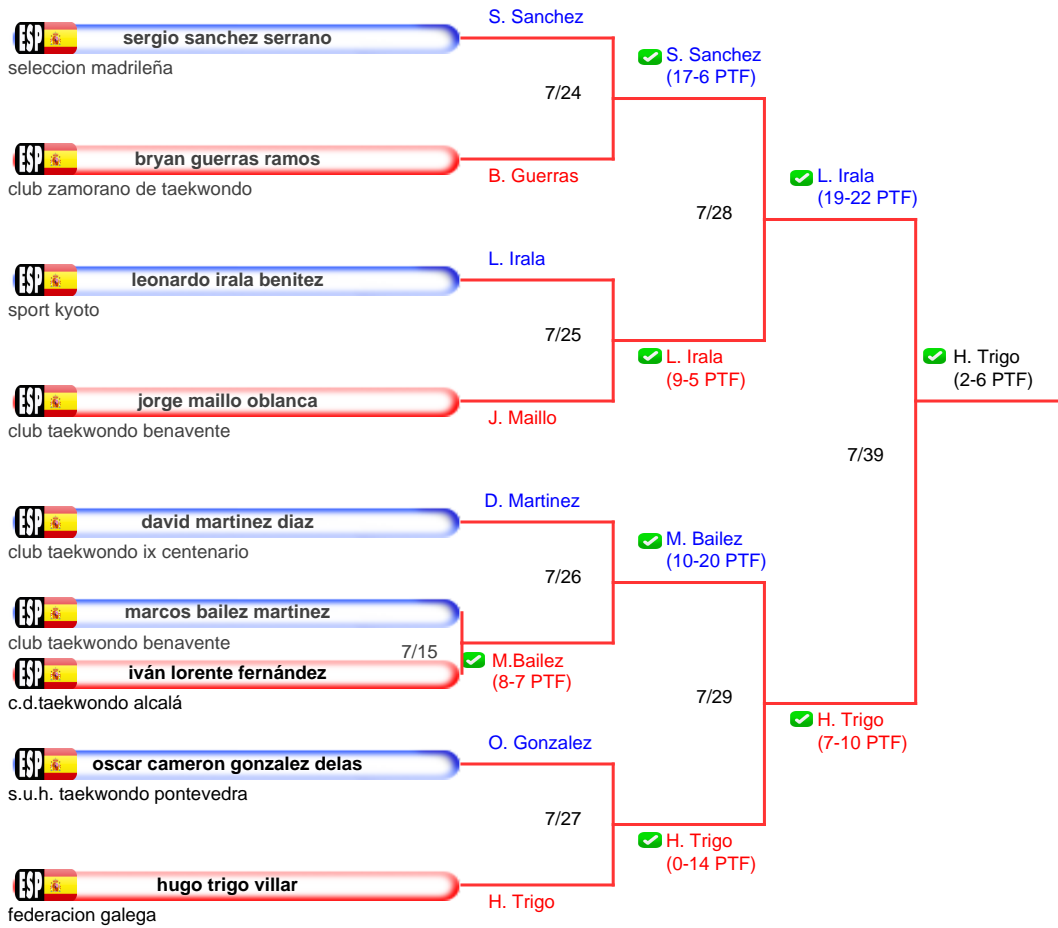 S. Sanchez
ESP sergio sanchez serrano
seleccion madrileña
S. Sanchez
(17-6 PTF)
7/24
ESP bryan guerras ramos
B. Guerras
club zamorano de taekwondo
L. Irala
(19-22 PTF)
7/28
L. Irala
ESP leonardo irala benitez
sport kyoto
7/25
L. Irala
(9-5 PTF)
H. Trigo
(2-6 PTF)
ESP jorge maillo oblanca
J. Maillo
club taekwondo benavente
7/39
D. Martinez
ESP david martinez diaz
club taekwondo ix centenario
M. Bailez
(10-20 PTF)
7/26
ESP marcos bailez martinez
club taekwondo benavente
7/15
M.Bailez
(8-7 PTF)
ESP iván lorente fernández
c.d.taekwondo alcalá
7/29
H. Trigo
(7-10 PTF)
O. Gonzalez
ESP oscar cameron gonzalez delas
s.u.h. taekwondo pontevedra
7/27
H. Trigo
(0-14 PTF)
ESP hugo trigo villar
H. Trigo
federacion galega